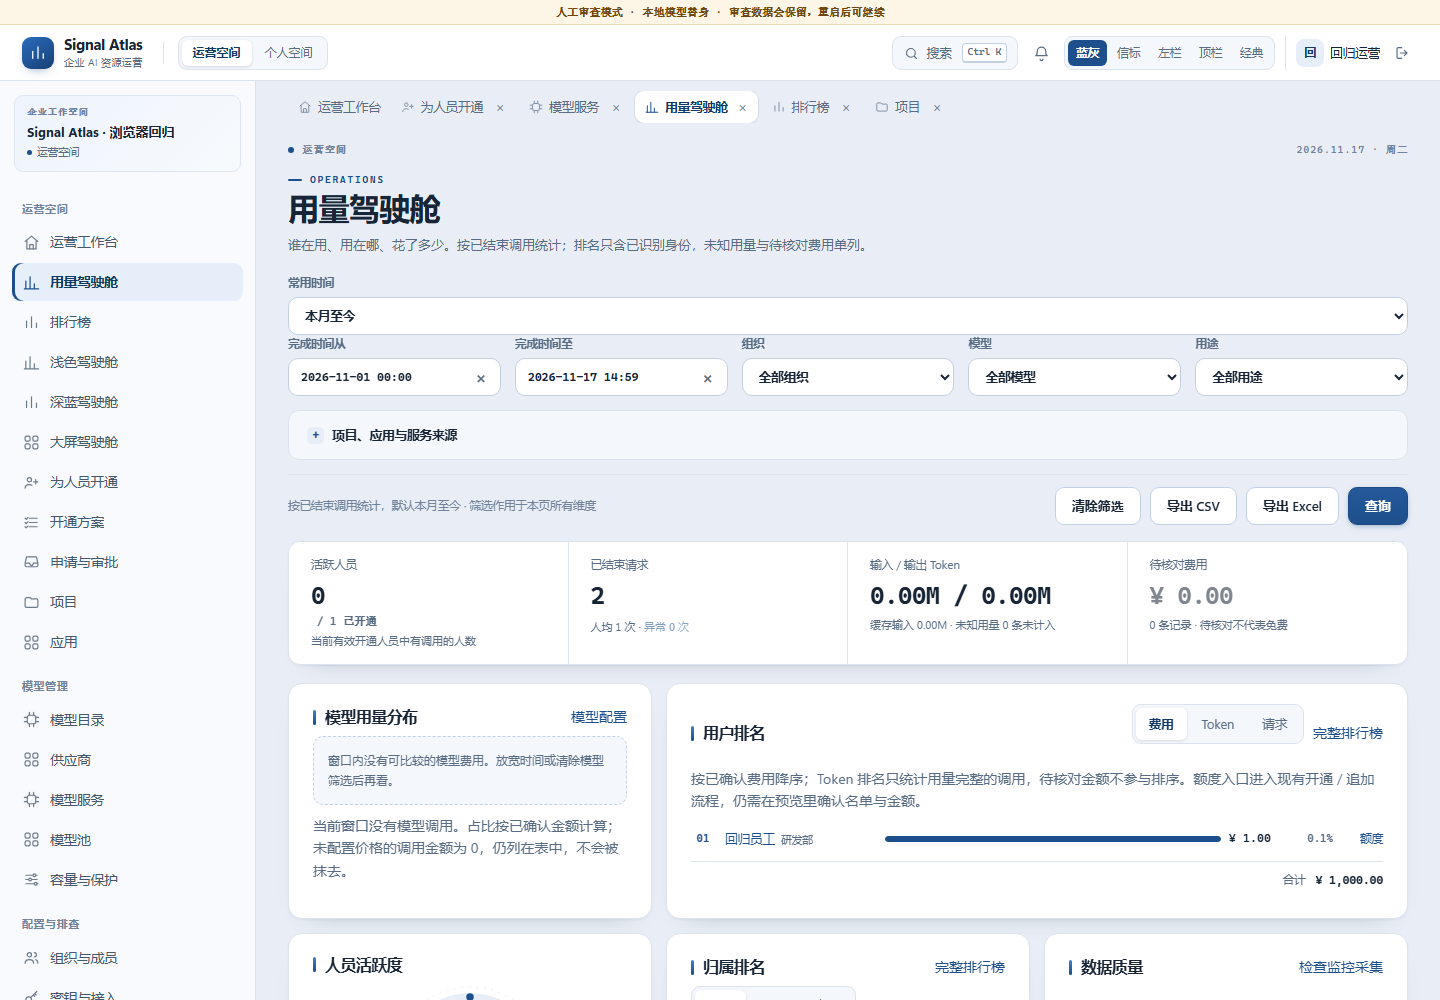 人工审查模式 · 本地模型替身 · 审查数据会保留，重启后可继续
Signal Atlas
企业 AI 资源运营
运营空间
个人空间
搜索
Ctrl K
蓝灰
信标
左栏
顶栏
经典
回
回归运营
企业工作空间
Signal Atlas · 浏览器回归
运营空间
运营空间
运营工作台
用量驾驶舱
排行榜
浅色驾驶舱
深蓝驾驶舱
大屏驾驶舱
为人员开通
开通方案
申请与审批
项目
应用
模型管理
模型目录
供应商
模型服务
模型池
容量与保护
配置与排查
组织与成员
密钥与接入
运营工作台
为人员开通 ×
模型服务 ×
用量驾驶舱 ×
排行榜 ×
项目 ×
运营空间
2026.11.17 · 周二
OPERATIONS
用量驾驶舱
谁在用、用在哪、花了多少。按已结束调用统计；排名只含已识别身份，未知用量与待核对费用单列。
常用时间
本月至今
完成时间从
完成时间至
组织
模型
用途
2026-11-01 00:00 ×
2026-11-17 14:59 ×
全部组织
全部模型
全部用途
+ 项目、应用与服务来源
按已结束调用统计，默认本月至今 · 筛选作用于本页所有维度
清除筛选
导出 CSV
导出 Excel
查询
活跃人员
0
/ 1 已开通
当前有效开通人员中有调用的人数
已结束请求
2
人均 1 次 · 异常 0 次
输入 / 输出 Token
0.00M / 0.00M
缓存输入 0.00M · 未知用量 0 条未计入
待核对费用
¥ 0.00
0 条记录 · 待核对不代表免费
模型用量分布
模型配置
窗口内没有可比较的模型费用。放宽时间或清除模型
筛选后再看。
当前窗口没有模型调用。占比按已确认金额计算；
未配置价格的调用金额为 0，仍列在表中，不会被
抹去。
用户排名
费用
Token
请求
完整排行榜
按已确认费用降序；Token 排名只统计用量完整的调用，待核对金额不参与排序。额度入口进入现有开通 / 追加
流程，仍需在预览里确认名单与金额。
01 回归员工 研发部 ¥ 1.00 0.1% 额度
合计 ¥ 1,000.00
人员活跃度
归属排名
完整排行榜
数据质量
检查监控采集